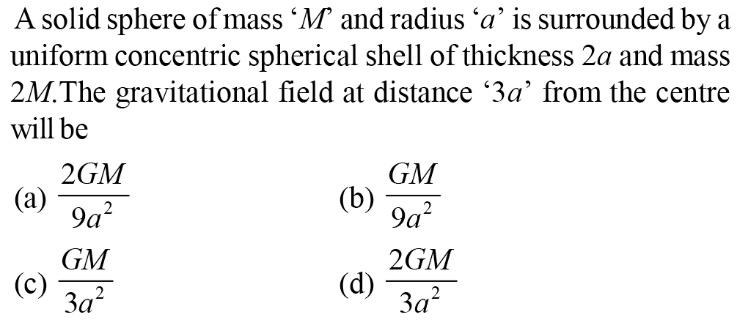 A solid sphere of mass ‘M’ and radius ‘a’ is surrounded by a
uniform concentric spherical shell of thickness 2a and mass
2M.The gravitational field at distance ‘3a’ from the centre
will be
(a) 2GM/9a² (b) GM/9a²
(c) GM/3a² (d) 2GM/3a²